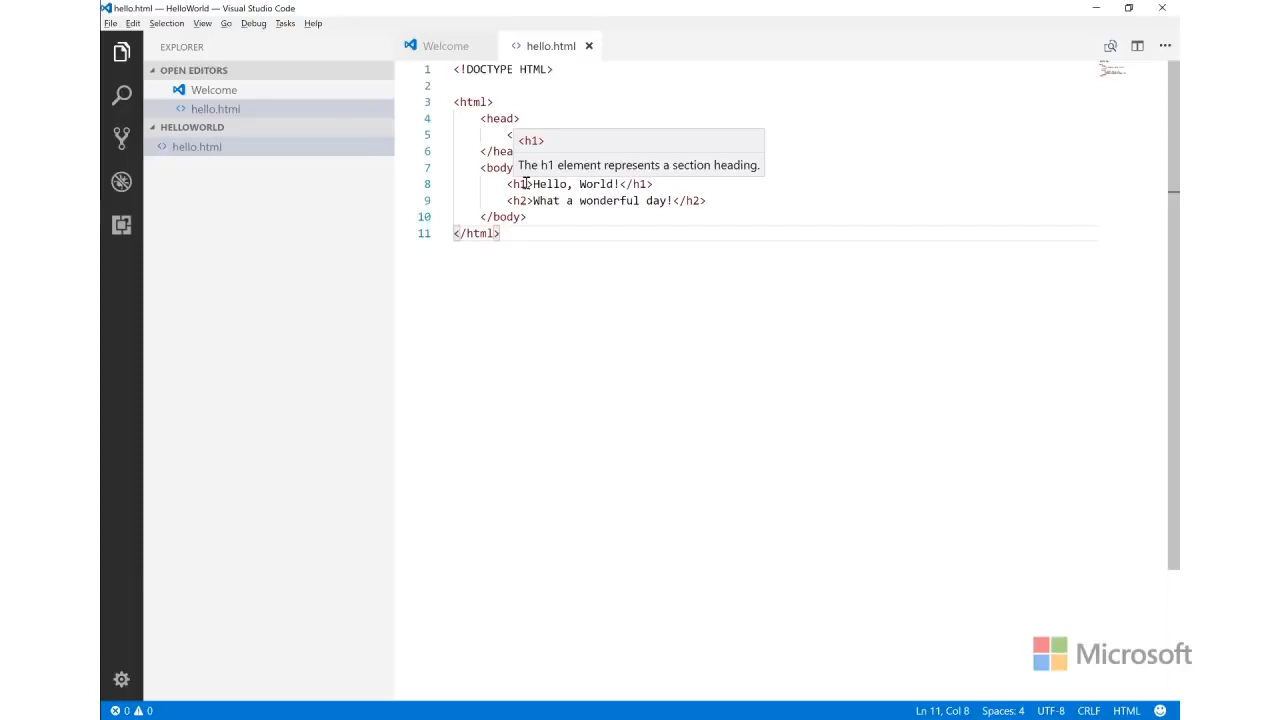 hello.html — HelloWorld — Visual Studio Code
File Edit Selection View Go Debug Tasks Help
EXPLORER
OPEN EDITORS
Welcome
hello.html
HELLOWORLD
hello.html
Welcome
hello.html
1 <!DOCTYPE HTML>
2
3 <html>
4 <head>
5 <
6 </hea
7 <body
8 <h1>Hello, World!</h1>
9 <h2>What a wonderful day!</h2>
10 </body>
11 </html>
<h1>
The h1 element represents a section heading.
Microsoft
0 0
Ln 11, Col 8 Spaces: 4 UTF-8 CRLF HTML